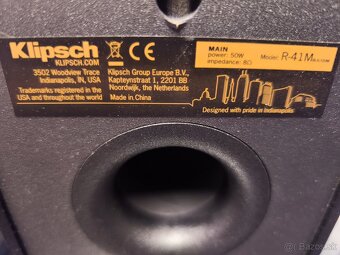 Klipsch
KLIPSCH.COM
3502 Woodview Trace
Indianapolis, IN, USA
Trademarks registered in the
USA and throughout the world
CE
Klipsch Group Europe B.V.,
Kapteynstraat 1, 2201 BB
Noordwijk, the Netherlands
Made in China
MAIN
power: 50W
impedance: 8Ω
Model: R-41M
Designed with pride in Indianapolis
Bazar.sk